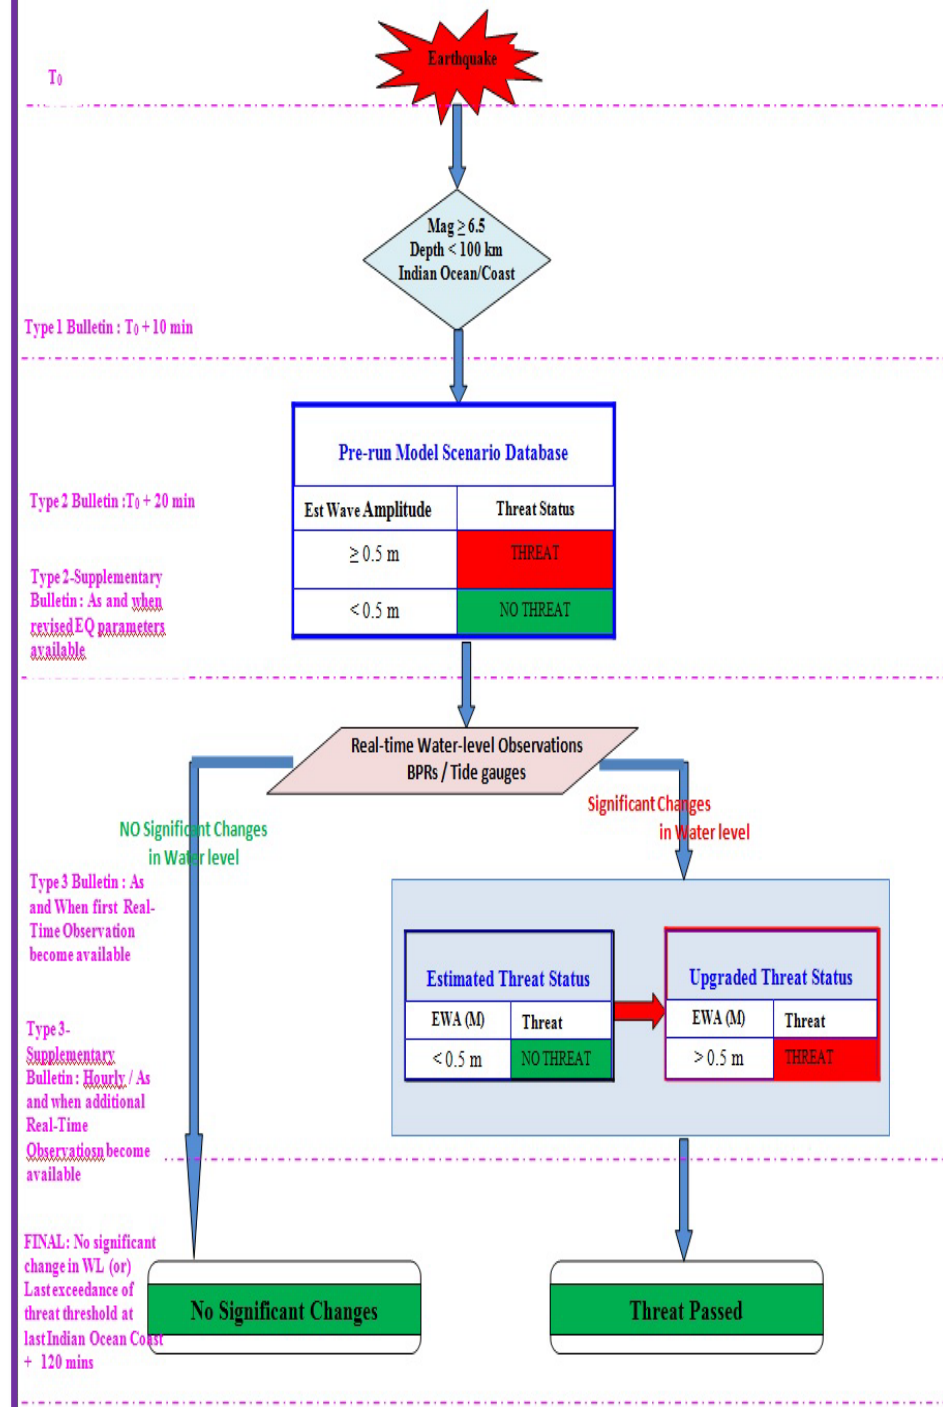 Earthquake
T0
Mag ≥ 6.5
Depth < 100 km
Indian Ocean/Coast
Type 1 Bulletin : T0 + 10 min
Pre-run Model Scenario Database
Type 2 Bulletin :T0 + 20 min
Est Wave Amplitude Threat Status
≥ 0.5 m THREAT
< 0.5 m NO THREAT
Type 2-Supplementary
Bulletin : As and when
revised EQ parameters
available
Real-time Water-level Observations
BPRs / Tide gauges
NO Significant Changes
in Water level
Significant Changes
in Water level
Type 3 Bulletin : As
and When first Real-
Time Observation
become available
Estimated Threat Status
EWA (M) Threat
< 0.5 m NO THREAT
Upgraded Threat Status
EWA (M) Threat
> 0.5 m THREAT
Type 3-
Supplementary
Bulletin : Hourly / As
and when additional
Real-Time
Observatiosn become
available
FINAL: No significant
change in WL (or)
Last exceedance of
threat threshold at
last Indian Ocean Coast
+ 120 mins
No Significant Changes
Threat Passed